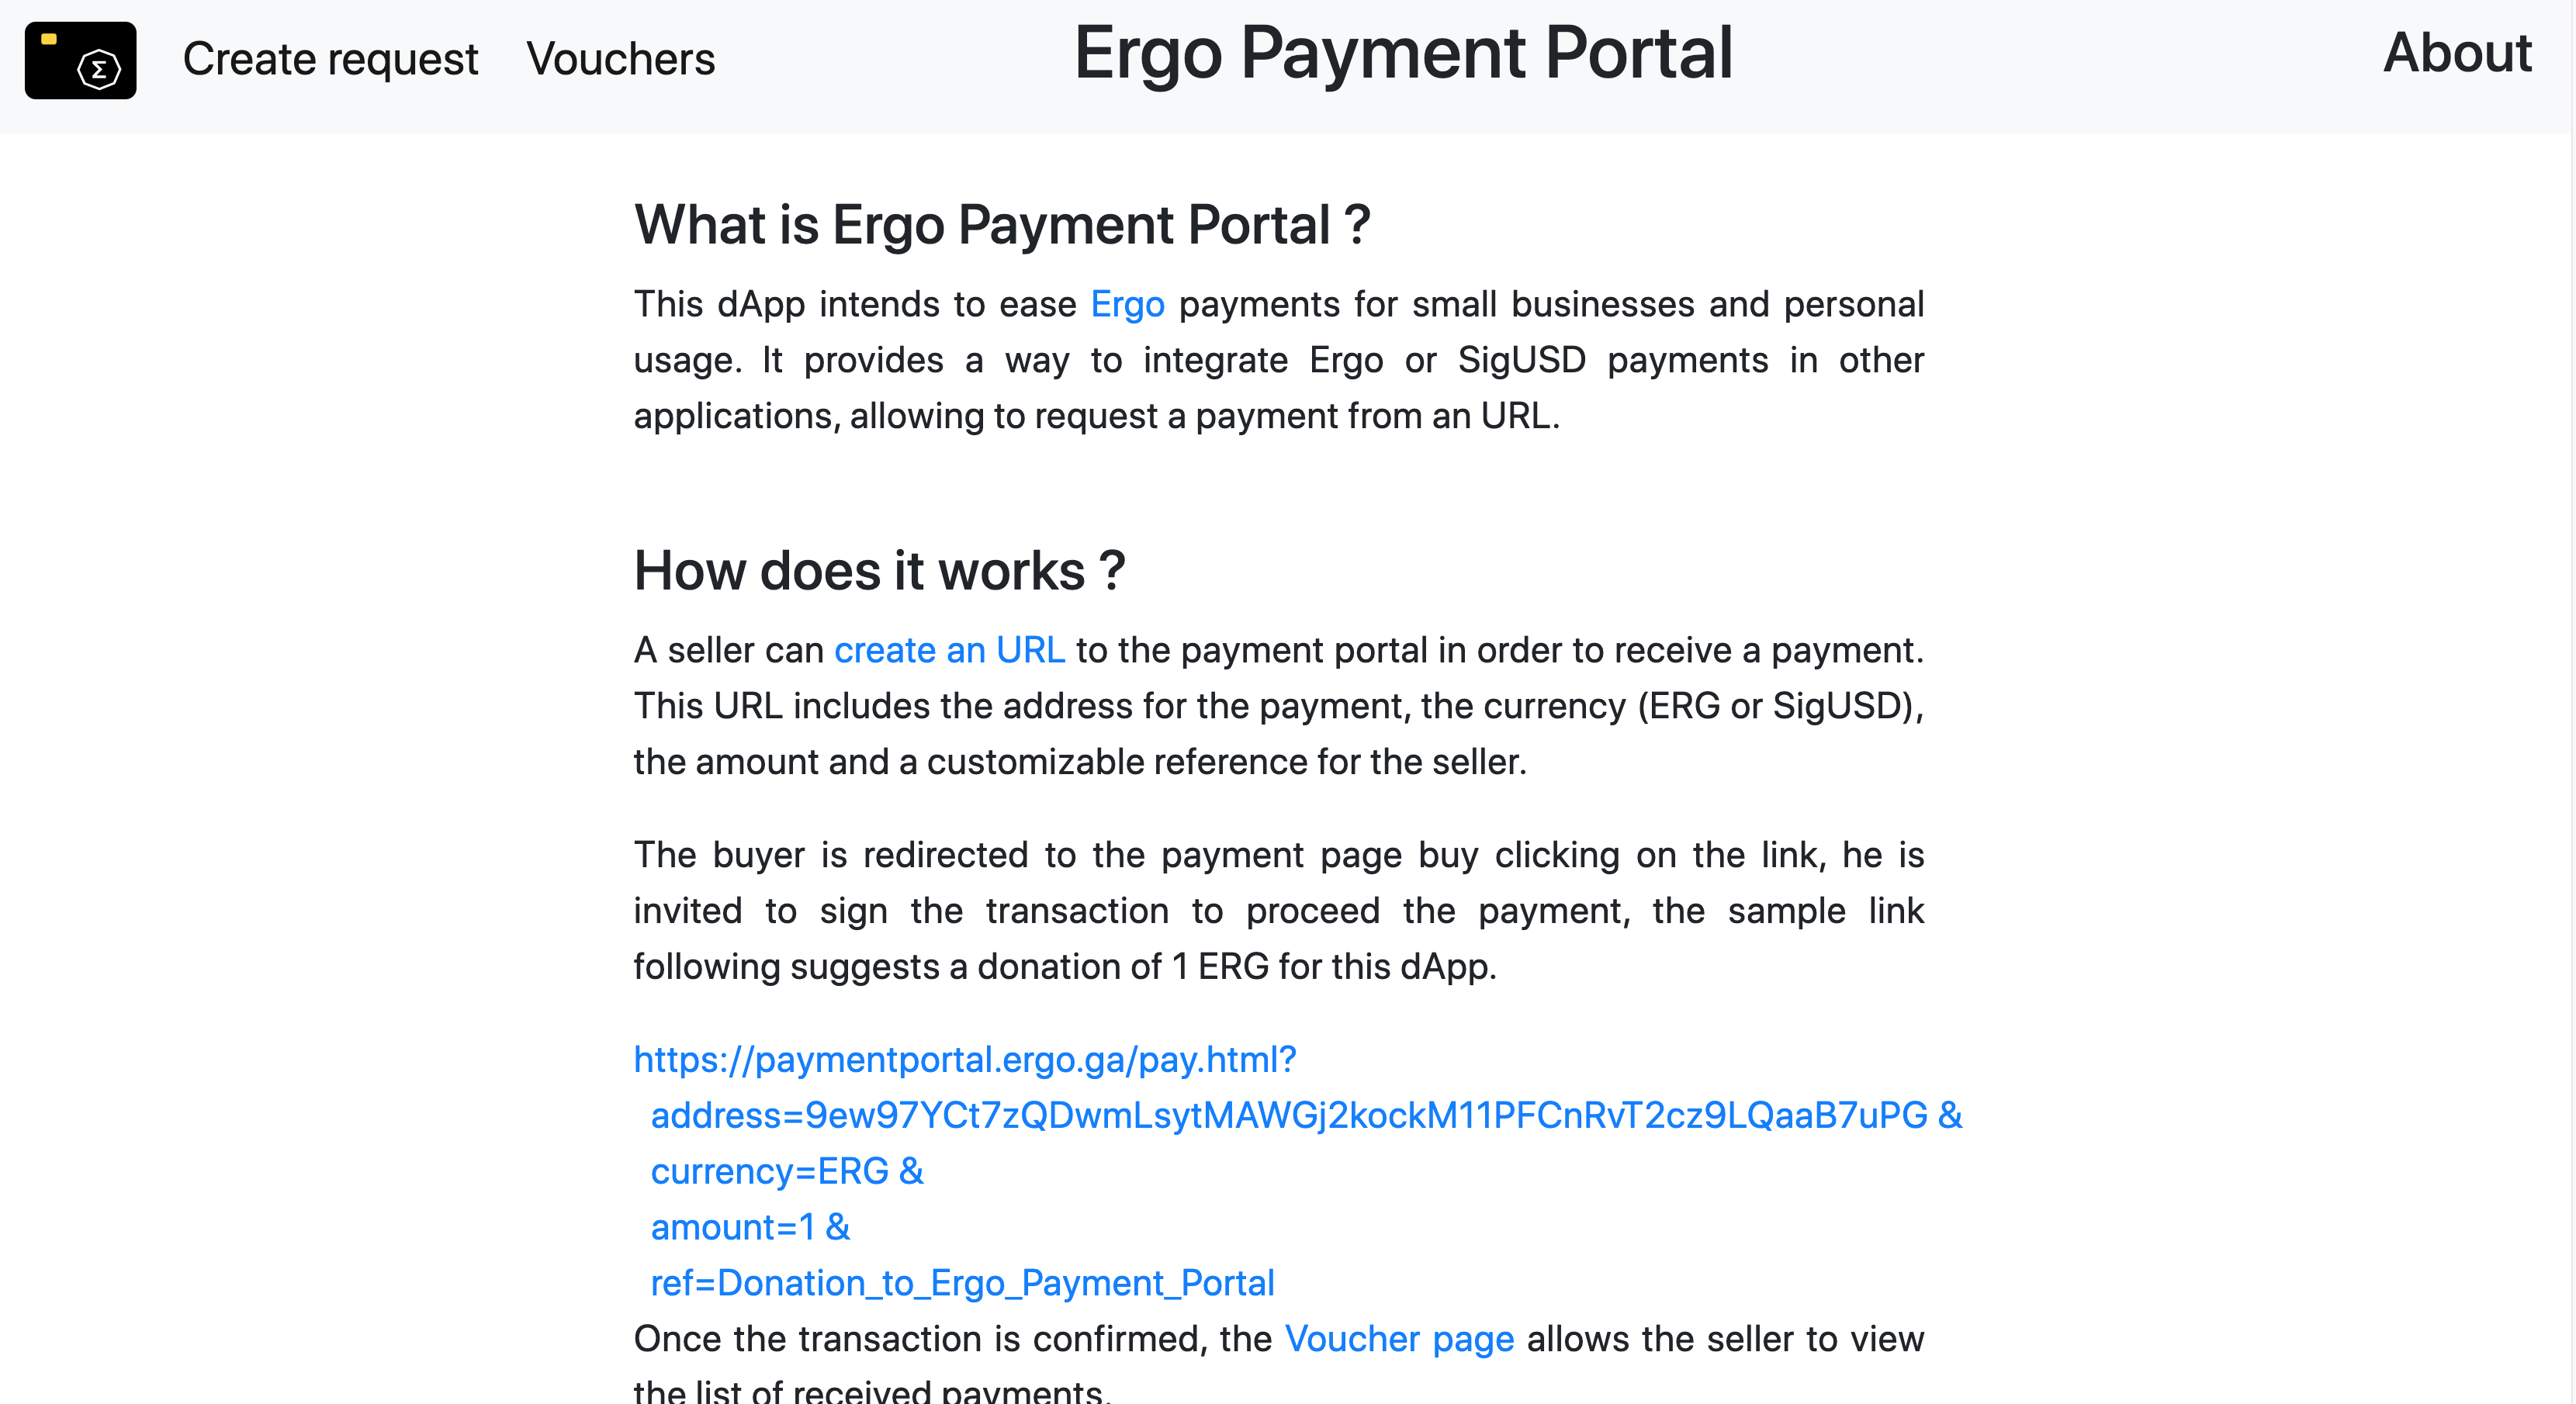 Create request Vouchers Ergo Payment Portal About
What is Ergo Payment Portal ?
This dApp intends to ease Ergo payments for small businesses and personal
usage. It provides a way to integrate Ergo or SigUSD payments in other
applications, allowing to request a payment from an URL.
How does it works ?
A seller can create an URL to the payment portal in order to receive a payment.
This URL includes the address for the payment, the currency (ERG or SigUSD),
the amount and a customizable reference for the seller.
The buyer is redirected to the payment page buy clicking on the link, he is
invited to sign the transaction to proceed the payment, the sample link
following suggests a donation of 1 ERG for this dApp.
https://paymentportal.ergo.ga/pay.html?
address=9ew97YCt7zQDwmLsytMAWGj2kockM11PFCnRvT2cz9LQaaB7uPG &
currency=ERG &
amount=1 &
ref=Donation_to_Ergo_Payment_Portal
Once the transaction is confirmed, the Voucher page allows the seller to view
the list of received payments.